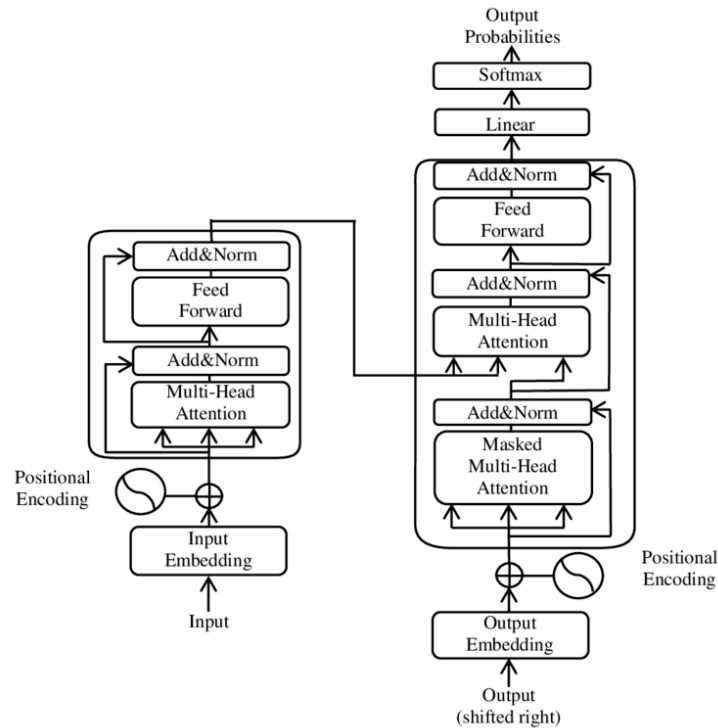 Output
Probabilities
Softmax
Linear
Add&Norm
Feed
Forward
Add&Norm
Multi-Head
Attention
Add&Norm
Masked
Multi-Head
Attention
Positional
Encoding
Output
Embedding
Output
(shifted right)
Add&Norm
Feed
Forward
Add&Norm
Multi-Head
Attention
Positional
Encoding
Input
Embedding
Input